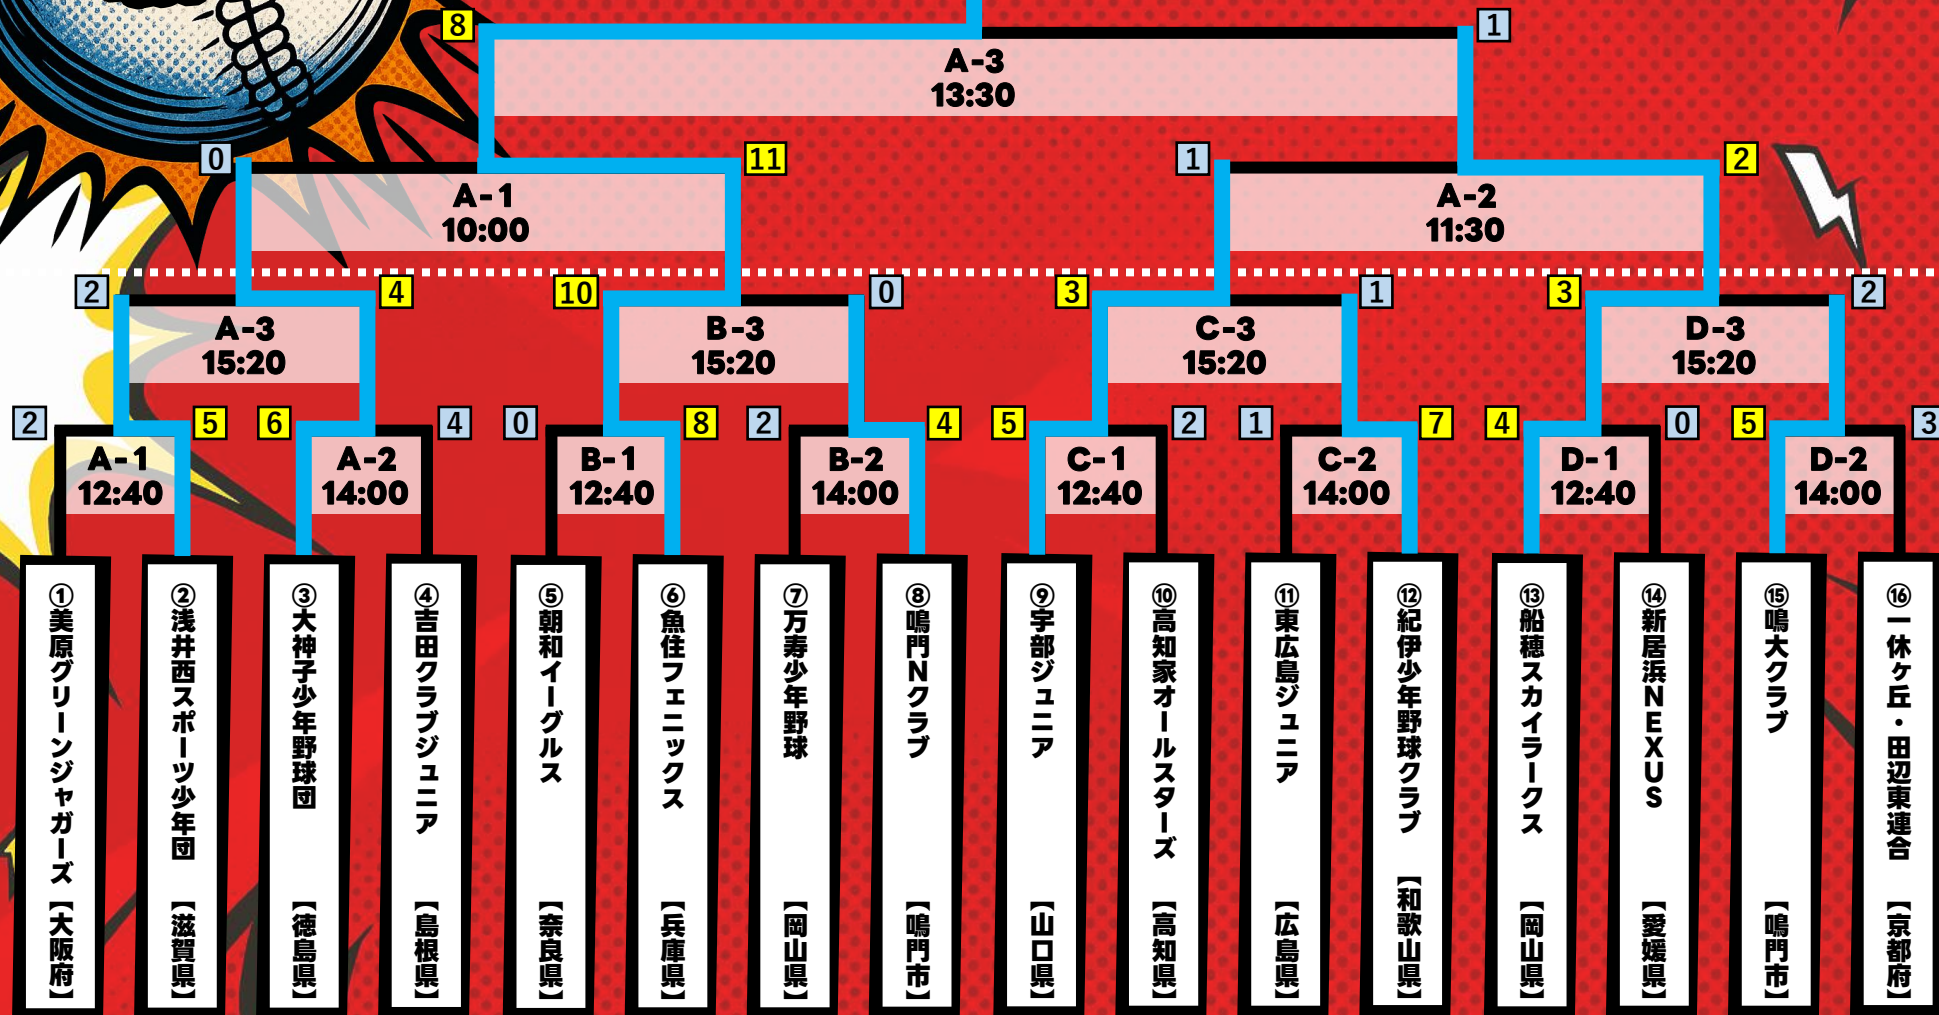 8
1
A-3
13:30
0
11
1
2
A-1
10:00
A-2
11:30
2
4
10
0
3
1
3
2
A-3
15:20
B-3
15:20
C-3
15:20
D-3
15:20
2
5
6
4
0
8
2
4
5
2
1
7
4
0
5
3
A-1
12:40
A-2
14:00
B-1
12:40
B-2
14:00
C-1
12:40
C-2
14:00
D-1
12:40
D-2
14:00
①美原グリーンジャガーズ【大阪府】
②浅井西スポーツ少年団【滋賀県】
③大神子少年野球団【徳島県】
④吉田クラブジュニア【島根県】
⑤朝和イーグルス【奈良県】
⑥魚住フェニックス【兵庫県】
⑦万寿少年野球【岡山県】
⑧鳴門Nクラブ【鳴門市】
⑨宇部ジュニア【山口県】
⑩高知家オールスターズ【高知県】
⑪東広島ジュニア【広島県】
⑫紀伊少年野球クラブ【和歌山県】
⑬船穂スカイラークス【岡山県】
⑭新居浜NEXUS【愛媛県】
⑮鳴大クラブ【鳴門市】
⑯一休ヶ丘・田辺東連合【京都府】